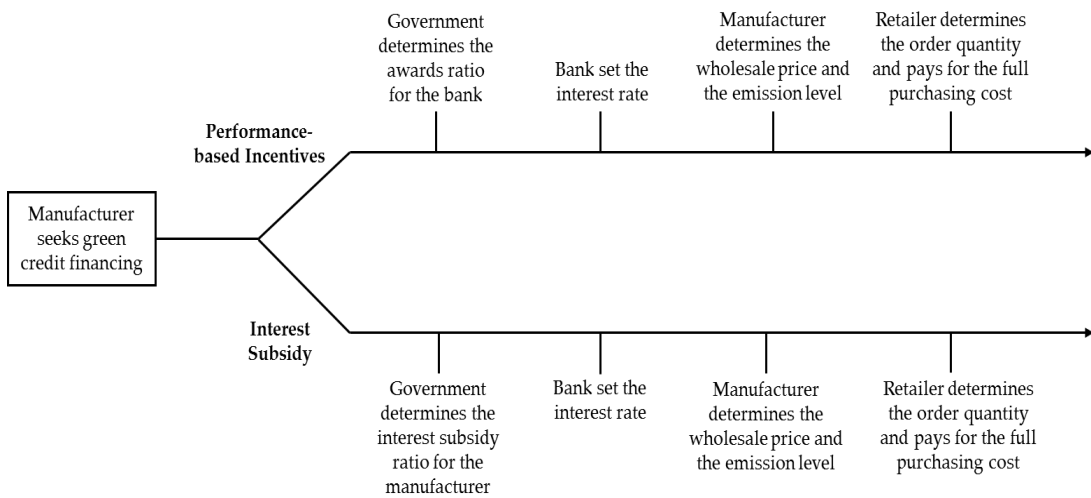 Government
determines the
awards ratio
for the bank
Bank set the
interest rate
Manufacturer
determines the
wholesale price and
the emission level
Retailer determines
the order quantity
and pays for the full
purchasing cost
Performance-
based Incentives
Manufacturer
seeks green
credit financing
Interest
Subsidy
Government
determines the
interest subsidy
ratio for the
manufacturer
Bank set the
interest rate
Manufacturer
determines the
wholesale price and
the emission level
Retailer determines
the order quantity
and pays for the full
purchasing cost